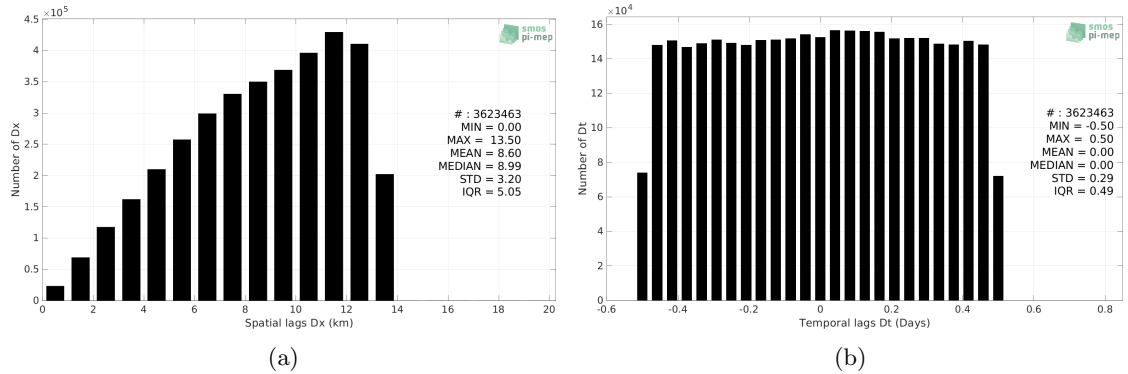 ×10⁵
4.5
4
3.5
3
2.5
2
1.5
1
0.5
0
Number of Dx
smos
pi-mep
# : 3623463
MIN = 0.00
MAX = 13.50
MEAN = 8.60
MEDIAN = 8.99
STD = 3.20
IQR = 5.05
0 2 4 6 8 10 12 14 16 18 20
Spatial lags Dx (km)
(a)
×10⁴
16
14
12
10
8
6
4
2
0
Number of Dt
smos
pi-mep
# : 3623463
MIN = -0.50
MAX = 0.50
MEAN = 0.00
MEDIAN = 0.00
STD = 0.29
IQR = 0.49
-0.6 -0.4 -0.2 0 0.2 0.4 0.6 0.8
Temporal lags Dt (Days)
(b)